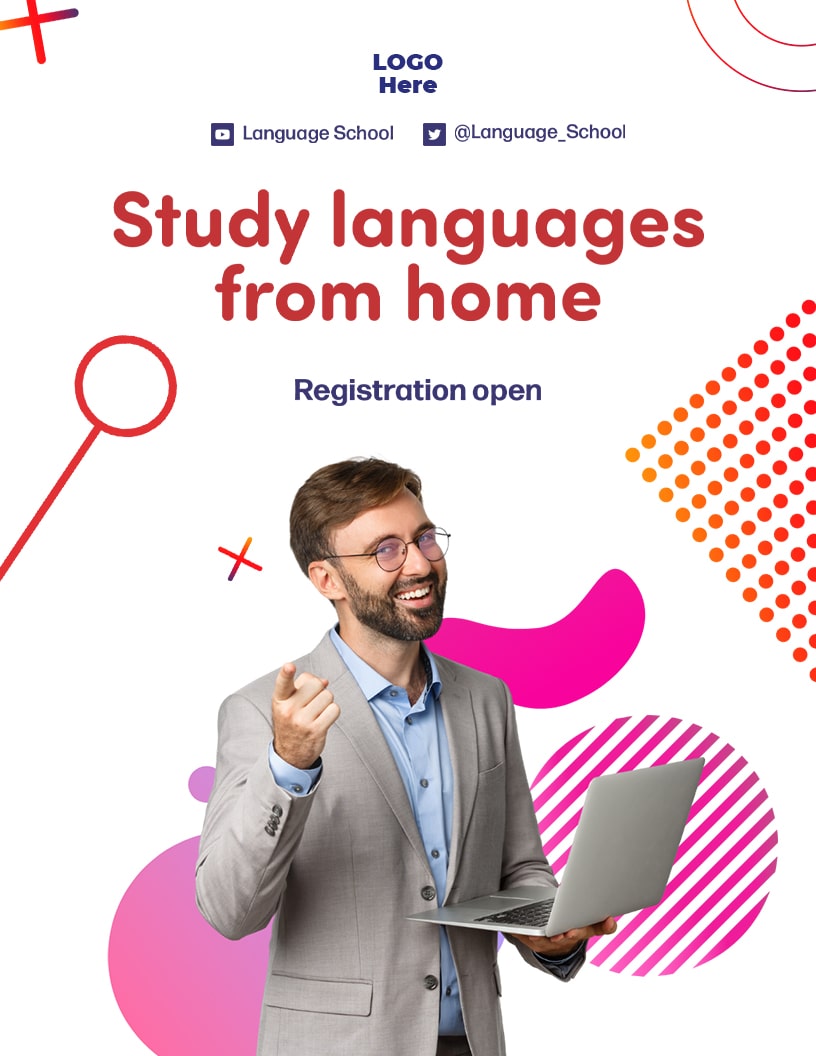 LOGO
Here
Language School
@Language_School
Study languages
from home
Registration open